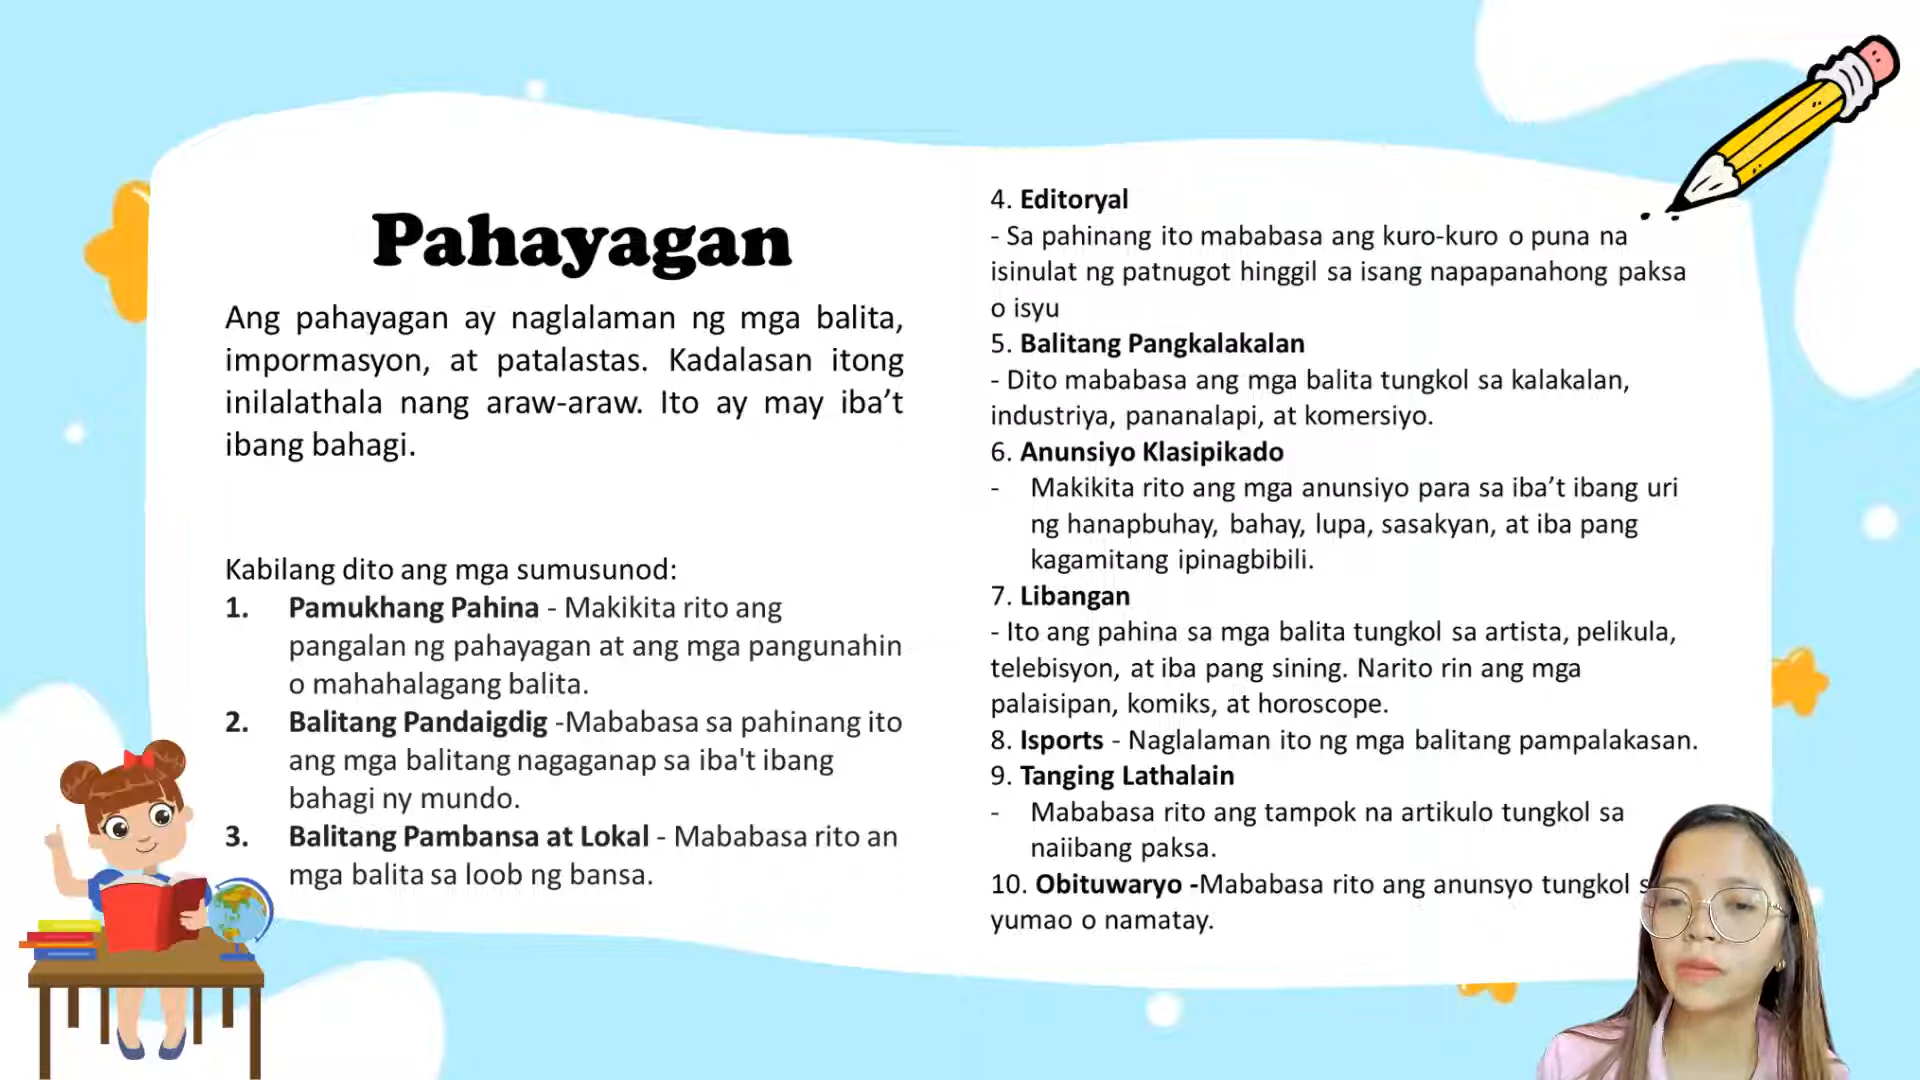 Pahayagan
Ang pahayagan ay naglalaman ng mga balita,
impormasyon, at patalastas. Kadalasan itong
inilalathala nang araw-araw. Ito ay may iba’t
ibang bahagi.
Kabilang dito ang mga sumusunod:
1. Pamukhang Pahina - Makikita rito ang
pangalan ng pahayagan at ang mga pangunahin
o mahahalagang balita.
2. Balitang Pandaigdig -Mababasa sa pahinang ito
ang mga balitang nagaganap sa iba't ibang
bahagi ny mundo.
3. Balitang Pambansa at Lokal - Mababasa rito an
mga balita sa loob ng bansa.
4. Editoryal
- Sa pahinang ito mababasa ang kuro-kuro o puna na
isinulat ng patnugot hinggil sa isang napapanahong paksa
o isyu
5. Balitang Pangkalakalan
- Dito mababasa ang mga balita tungkol sa kalakalan,
industriya, pananalapi, at komersiyo.
6. Anunsiyo Klasipikado
- Makikita rito ang mga anunsiyo para sa iba’t ibang uri
ng hanapbuhay, bahay, lupa, sasakyan, at iba pang
kagamitang ipinagbibili.
7. Libangan
- Ito ang pahina sa mga balita tungkol sa artista, pelikula,
telebisyon, at iba pang sining. Narito rin ang mga
palaisipan, komiks, at horoscope.
8. Isports - Naglalaman ito ng mga balitang pampalakasan.
9. Tanging Lathalain
- Mababasa rito ang tampok na artikulo tungkol sa
naiibang paksa.
10. Obituwaryo -Mababasa rito ang anunsyo tungkol
yumao o namatay.